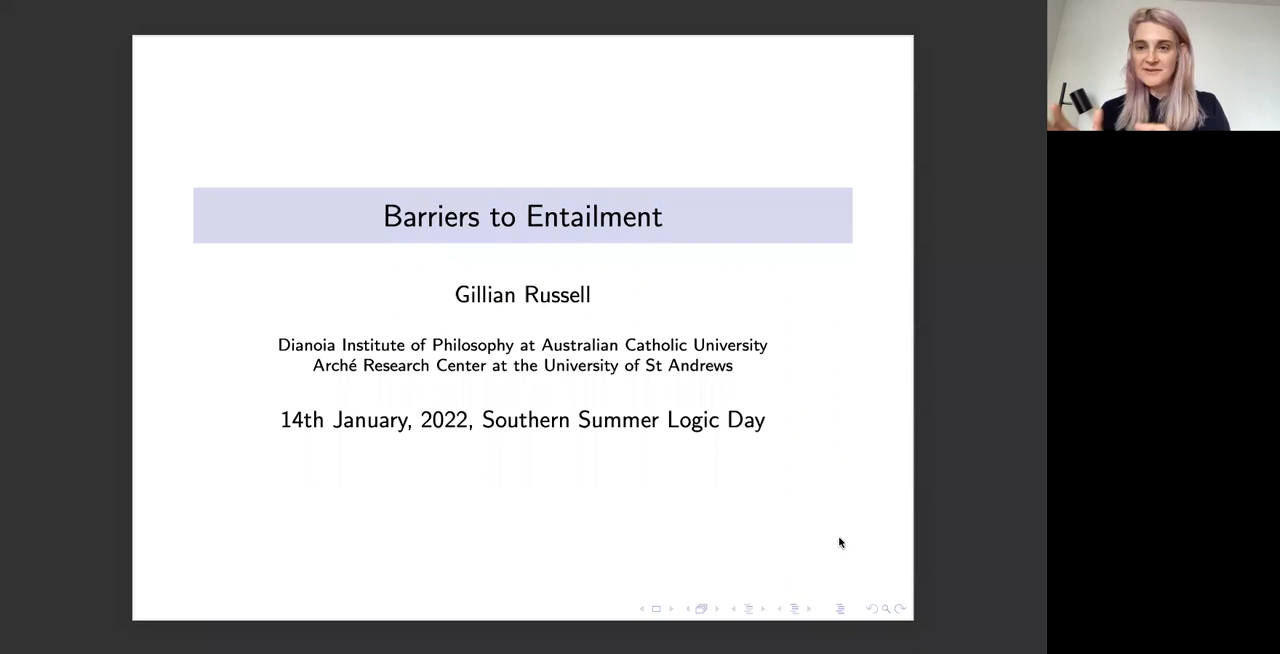 Barriers to Entailment
Gillian Russell
Dianoia Institute of Philosophy at Australian Catholic University
Arché Research Center at the University of St Andrews
14th January, 2022, Southern Summer Logic Day